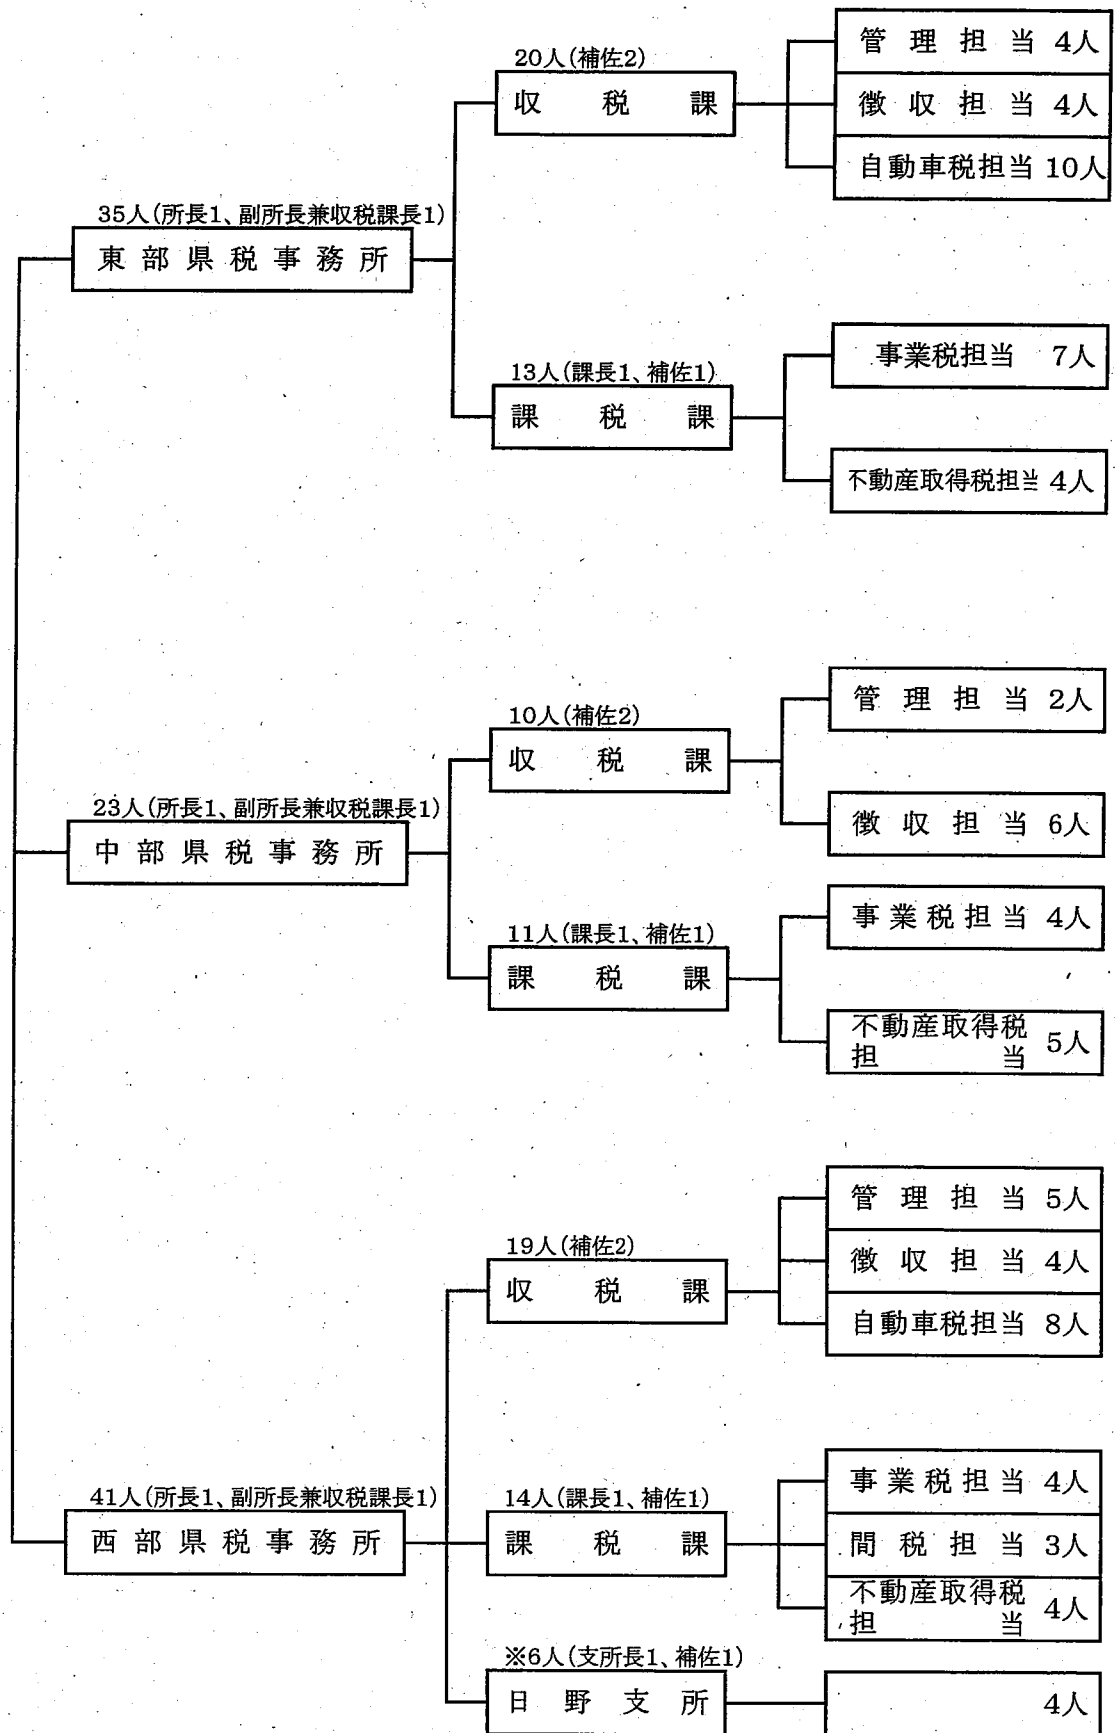 35人(所長1、副所長兼収税課長1)
東部県税事務所
20人(補佐2)
収税課
管理担当 4人
徴収担当 4人
自動車税担当 10人
13人(課長1、補佐1)
課税課
事業税担当 7人
不動産取得税担当 4人
23人(所長1、副所長兼収税課長1)
中部県税事務所
10人(補佐2)
収税課
管理担当 2人
徴収担当 6人
11人(課長1、補佐1)
課税課
事業税担当 4人
不動産取得税
担当 5人
41人(所長1、副所長兼収税課長1)
西部県税事務所
19人(補佐2)
収税課
管理担当 5人
徴収担当 4人
自動車税担当 8人
14人(課長1、補佐1)
課税課
事業税担当 4人
間税担当 3人
不動産取得税
担当 4人
※6人(支所長1、補佐1)
日野支所
4人